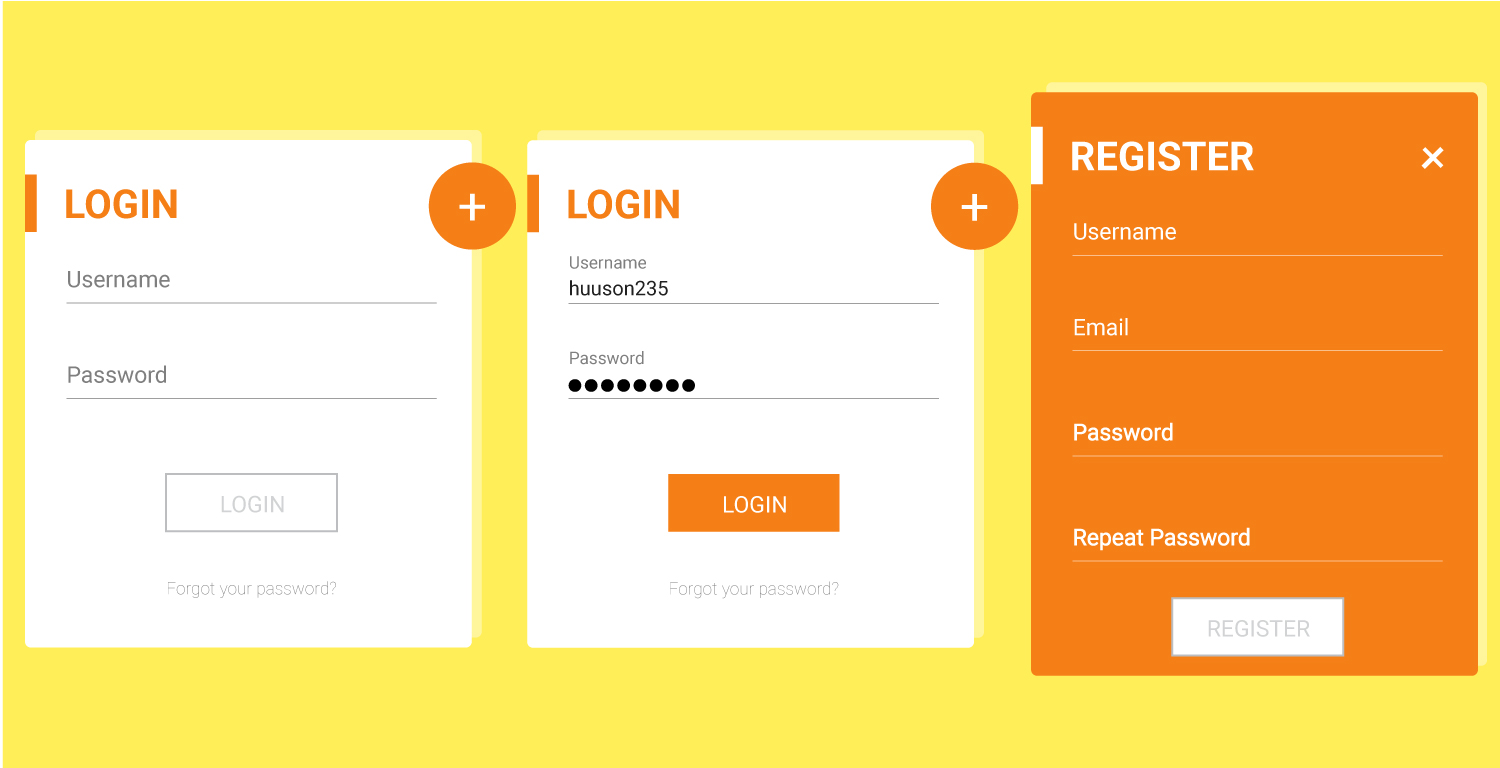 LOGIN
+
Username
Password
LOGIN
Forgot your password?
LOGIN
+
Username
huuson235
Password
●●●●●●●●
LOGIN
Forgot your password?
REGISTER
×
Username
Email
Password
Repeat Password
REGISTER